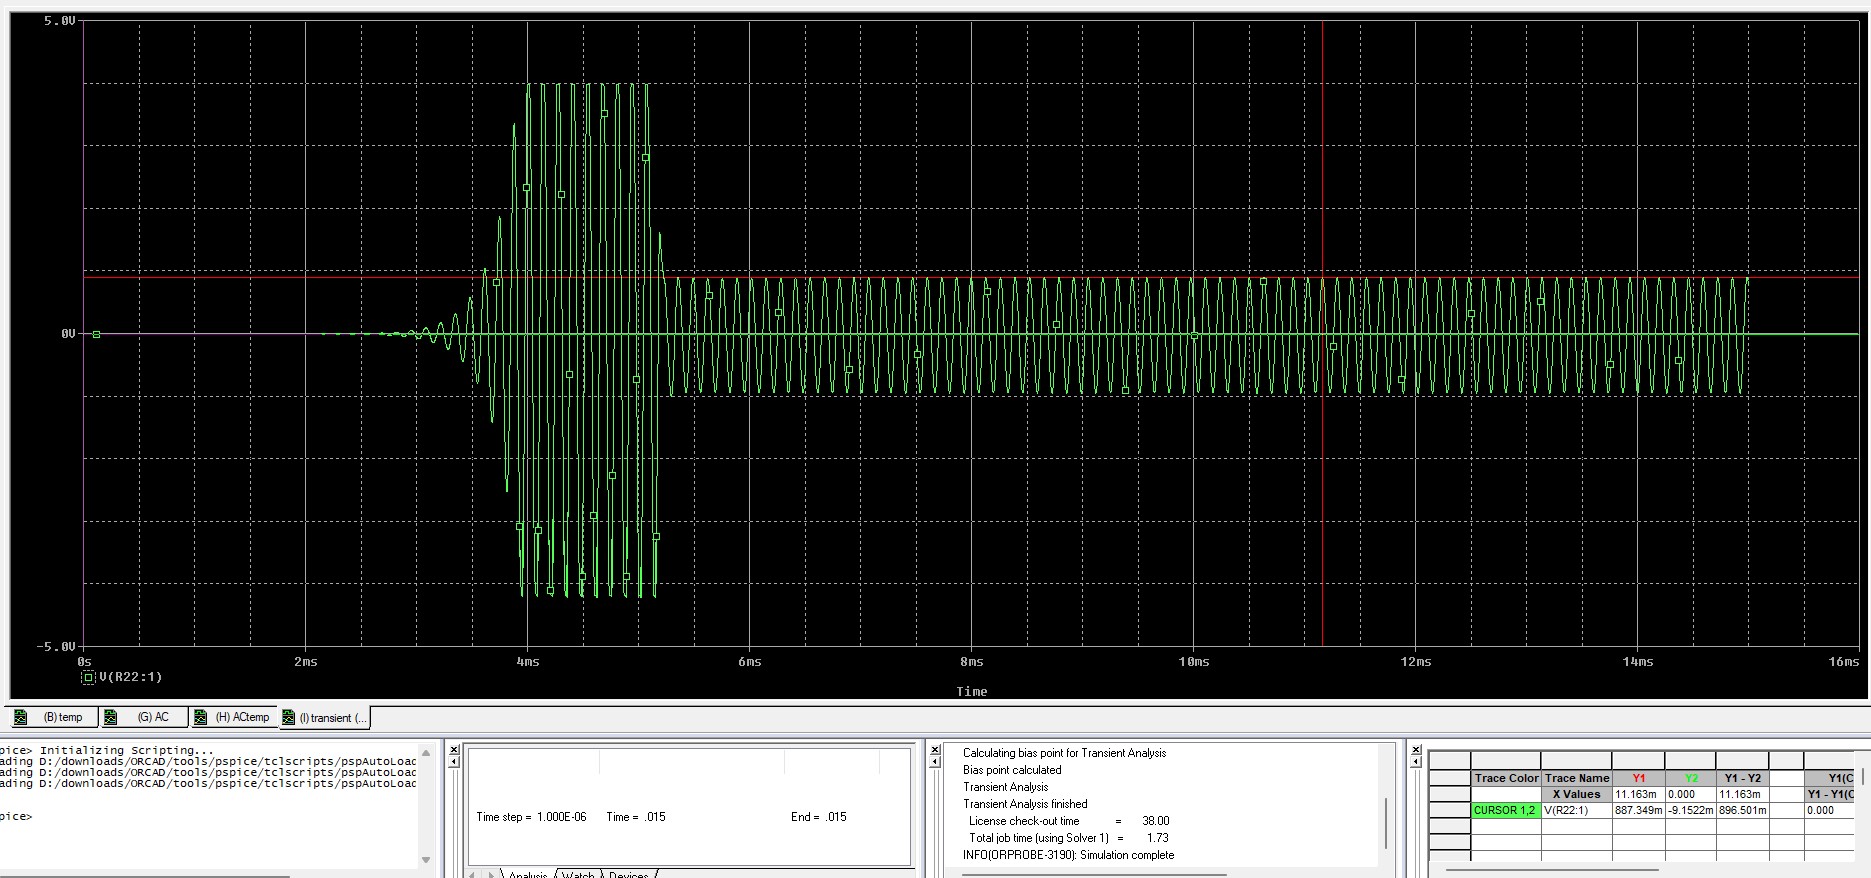 5.0V
0V
-5.0V
0s 2ms 4ms 6ms 8ms 10ms 12ms 14ms 16ms
V(R22:1)
Time
(B) temp (G) AC (H) ACtemp (I) transient (...
pice> Initializing Scripting...
ading D:/downloads/ORCAD/tools/pspice/tclscripts/pspAutoLoad
ading D:/downloads/ORCAD/tools/pspice/tclscripts/pspAutoLoad
ading D:/downloads/ORCAD/tools/pspice/tclscripts/pspAutoLoad
pice>
Time step = 1.000E-06 Time = .015 End = .015
Analysis Watch Devices
Calculating bias point for Transient Analysis
Bias point calculated
Transient Analysis
Transient Analysis finished
License check-out time = 38.00
Total job time (using Solver 1) = 1.73
INFO(ORPROBE-3190): Simulation complete
Trace Color Trace Name Y1 Y2 Y1 - Y2 Y1(C
X Values 11.163m 0.000 11.163m Y1 - Y1(C
CURSOR 1,2 V(R22:1) 887.349m -9.1522m 896.501m 0.000